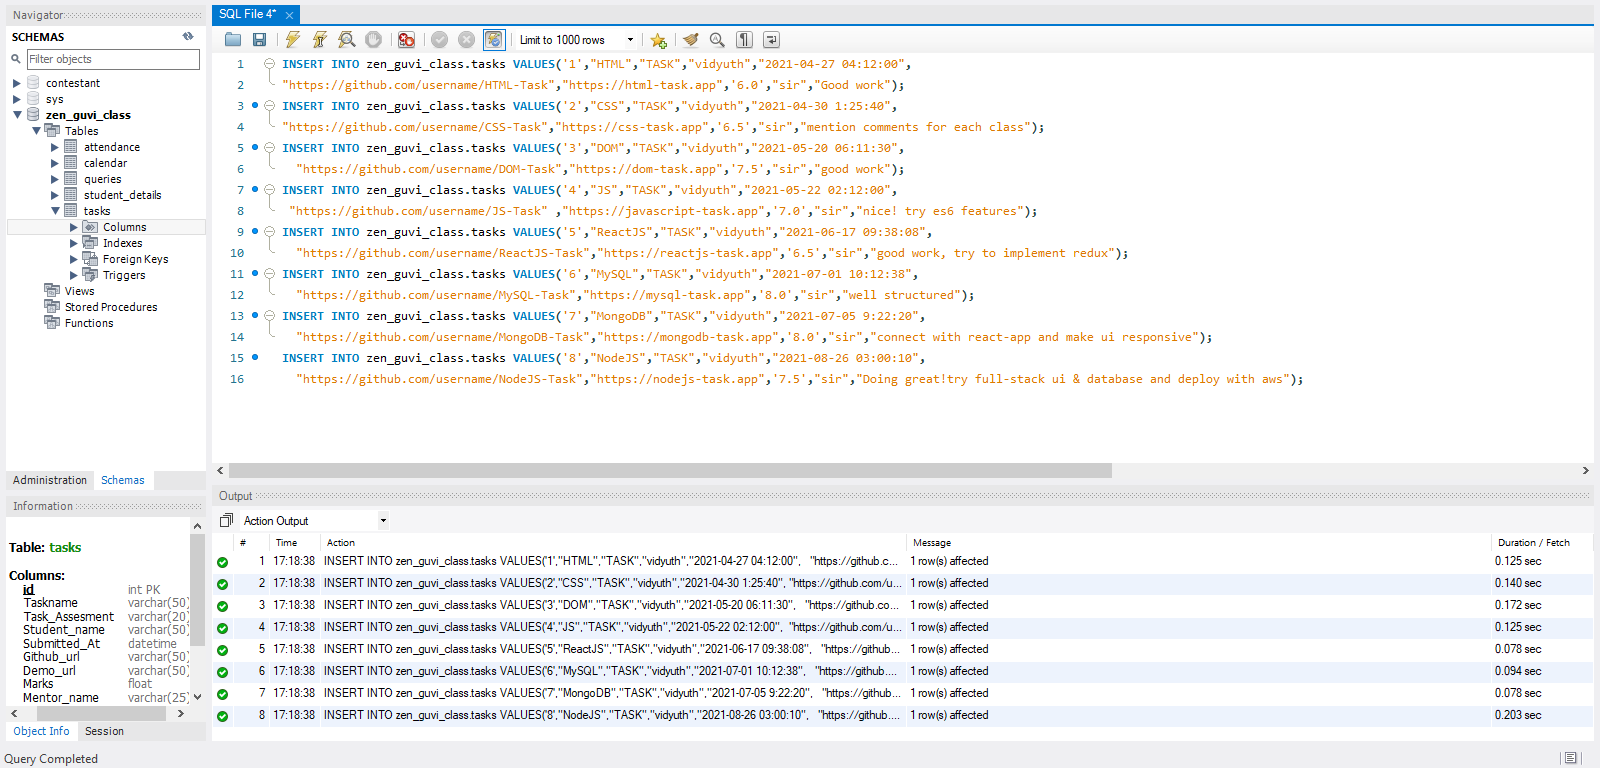 Navigator
SCHEMAS
Filter objects
contestant
sys
zen_guvi_class
Tables
attendance
calendar
queries
student_details
tasks
Columns
Indexes
Foreign Keys
Triggers
Views
Stored Procedures
Functions
Administration Schemas
Information
Table: tasks
Columns:
id int PK
Taskname varchar(50)
Task_Assesment varchar(20)
Student_name varchar(50)
Submitted_At datetime
Github_url varchar(50)
Demo_url varchar(50)
Marks float
Mentor_name varchar(25)
Object Info Session
Query Completed
SQL File 4*
Limit to 1000 rows
1 INSERT INTO zen_guvi_class.tasks VALUES('1',"HTML","TASK","vidyuth","2021-04-27 04:12:00",
2 "https://github.com/username/HTML-Task","https://html-task.app",'6.0',"sir","Good work");
3 INSERT INTO zen_guvi_class.tasks VALUES('2',"CSS","TASK","vidyuth","2021-04-30 1:25:40",
4 "https://github.com/username/CSS-Task","https://css-task.app",'6.5',"sir","mention comments for each class");
5 INSERT INTO zen_guvi_class.tasks VALUES('3',"DOM","TASK","vidyuth","2021-05-20 06:11:30",
6 "https://github.com/username/DOM-Task","https://dom-task.app",'7.5',"sir","good work");
7 INSERT INTO zen_guvi_class.tasks VALUES('4',"JS","TASK","vidyuth","2021-05-22 02:12:00",
8 "https://github.com/username/JS-Task" ,"https://javascript-task.app",'7.0',"sir","nice! try es6 features");
9 INSERT INTO zen_guvi_class.tasks VALUES('5',"ReactJS","TASK","vidyuth","2021-06-17 09:38:08",
10 "https://github.com/username/ReactJS-Task","https://reactjs-task.app",'6.5',"sir","good work, try to implement redux");
11 INSERT INTO zen_guvi_class.tasks VALUES('6',"MySQL","TASK","vidyuth","2021-07-01 10:12:38",
12 "https://github.com/username/MySQL-Task","https://mysql-task.app",'8.0',"sir","well structured");
13 INSERT INTO zen_guvi_class.tasks VALUES('7',"MongoDB","TASK","vidyuth","2021-07-05 9:22:20",
14 "https://github.com/username/MongoDB-Task","https://mongodb-task.app",'8.0',"sir","connect with react-app and make ui responsive");
15 INSERT INTO zen_guvi_class.tasks VALUES('8',"NodeJS","TASK","vidyuth","2021-08-26 03:00:10",
16 "https://github.com/username/NodeJS-Task","https://nodejs-task.app",'7.5',"sir","Doing great!try full-stack ui & database and deploy with aws");
Output
Action Output
# Time Action Message Duration / Fetch
1 17:18:38 INSERT INTO zen_guvi_class.tasks VALUES('1',"HTML","TASK","vidyuth","2021-04-27 04:12:00", "https://github.c... 1 row(s) affected 0.125 sec
2 17:18:38 INSERT INTO zen_guvi_class.tasks VALUES('2',"CSS","TASK","vidyuth","2021-04-30 1:25:40", "https://github.com/u... 1 row(s) affected 0.140 sec
3 17:18:38 INSERT INTO zen_guvi_class.tasks VALUES('3',"DOM","TASK","vidyuth","2021-05-20 06:11:30", "https://github.co... 1 row(s) affected 0.172 sec
4 17:18:38 INSERT INTO zen_guvi_class.tasks VALUES('4',"JS","TASK","vidyuth","2021-05-22 02:12:00", "https://github.com/u... 1 row(s) affected 0.125 sec
5 17:18:38 INSERT INTO zen_guvi_class.tasks VALUES('5',"ReactJS","TASK","vidyuth","2021-06-17 09:38:08", "https://github... 1 row(s) affected 0.078 sec
6 17:18:38 INSERT INTO zen_guvi_class.tasks VALUES('6',"MySQL","TASK","vidyuth","2021-07-01 10:12:38", "https://github.... 1 row(s) affected 0.094 sec
7 17:18:38 INSERT INTO zen_guvi_class.tasks VALUES('7',"MongoDB","TASK","vidyuth","2021-07-05 9:22:20", "https://github... 1 row(s) affected 0.078 sec
8 17:18:38 INSERT INTO zen_guvi_class.tasks VALUES('8',"NodeJS","TASK","vidyuth","2021-08-26 03:00:10", "https://github.... 1 row(s) affected 0.203 sec